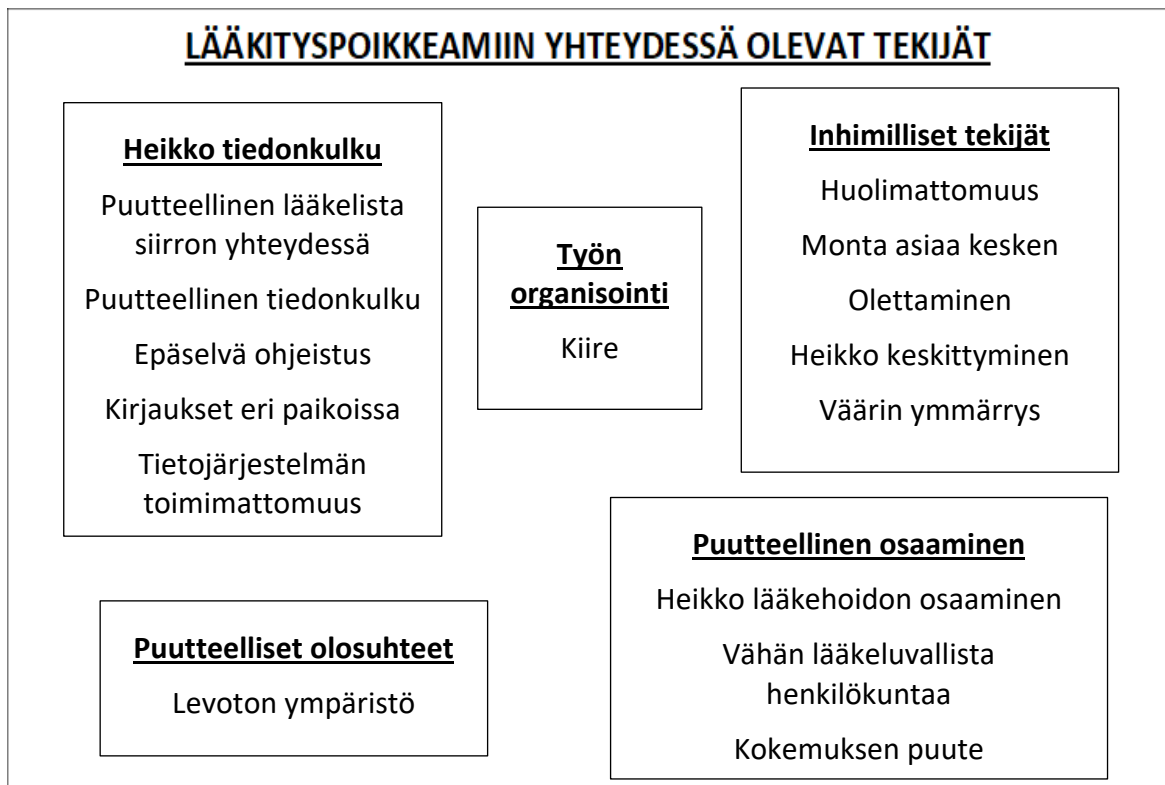 LÄÄKITYSPOIKKEAMIIN YHTEYDESSÄ OLEVAT TEKIJÄT
Heikko tiedonkulku
Puutteellinen lääkelista
siirron yhteydessä
Puutteellinen tiedonkulku
Epäselvä ohjeistus
Kirjaukset eri paikoissa
Tietojärjestelmän
toimimattomuus
Työn
organisointi
Kiire
Inhimilliset tekijät
Huolimattomuus
Monta asiaa kesken
Olettaminen
Heikko keskittyminen
Väärin ymmärrys
Puutteelliset olosuhteet
Levoton ympäristö
Puutteellinen osaaminen
Heikko lääkehoidon osaaminen
Vähän lääkeluvallista
henkilökuntaa
Kokemuksen puute